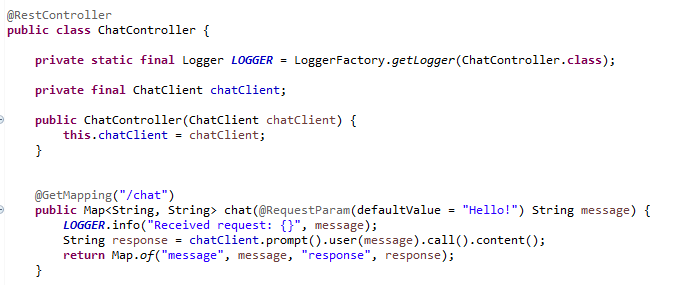 @RestController
public class ChatController {
private static final Logger LOGGER = LoggerFactory.getLogger(ChatController.class);
private final ChatClient chatClient;
public ChatController(ChatClient chatClient) {
this.chatClient = chatClient;
}
@GetMapping("/chat")
public Map<String, String> chat(@RequestParam(defaultValue = "Hello!") String message) {
LOGGER.info("Received request: {}", message);
String response = chatClient.prompt().user(message).call().content();
return Map.of("message", message, "response", response);
}